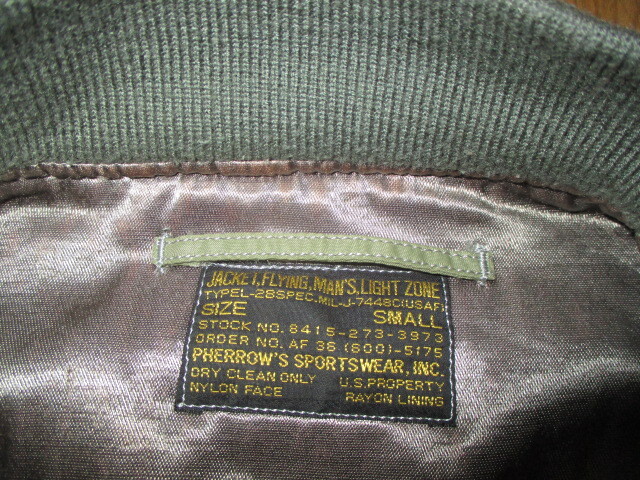 JACKET,FLYING,MAN'S,LIGHT ZONE
TYPEL-2BSPEC.MIL-J-7448C(USAF)
SIZE SMALL
STOCK NO. 8415-273-3973
ORDER NO. AF 36 (600)-5175
PHERROW'S SPORTSWEAR, INC.
DRY CLEAN ONLY U.S.PROPERTY
NYLON FACE RAYON LINING